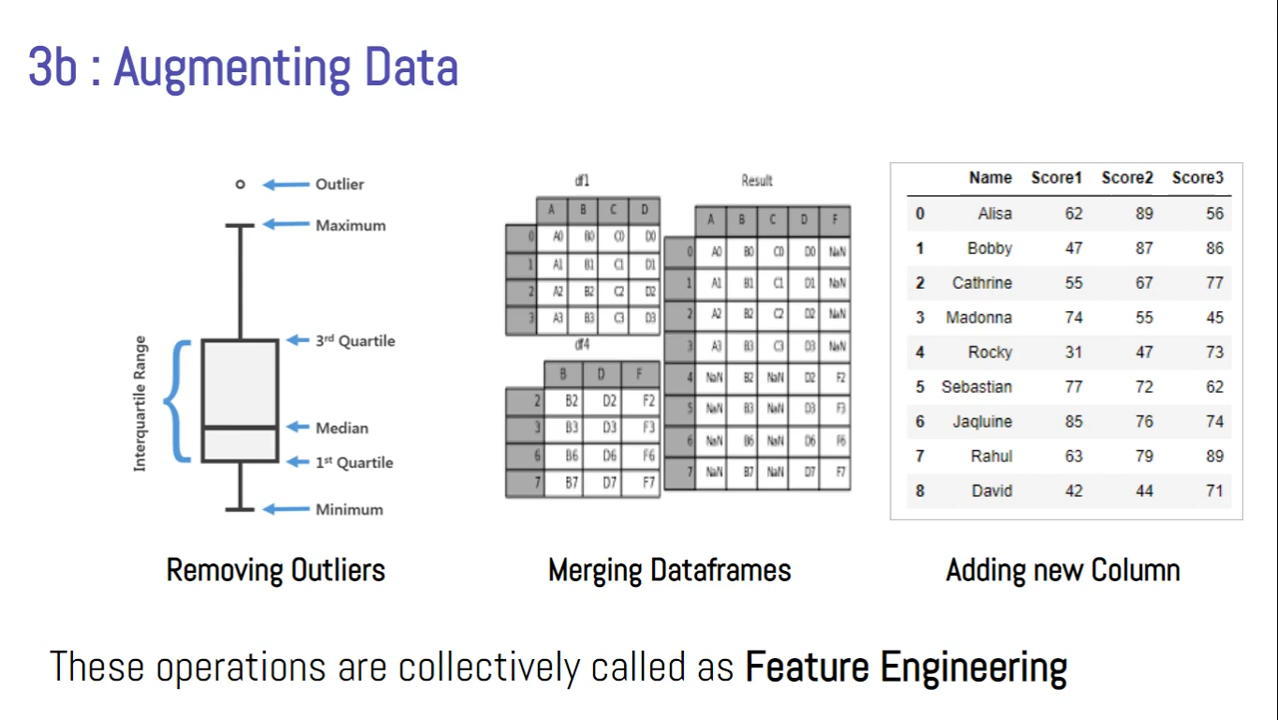 3b : Augmenting Data
Outlier
Maximum
3rd Quartile
Interquartile Range
Median
1st Quartile
Minimum
Removing Outliers
df1
A B C D
0 A0 B0 C0 D0
1 A1 B1 C1 D1
2 A2 B2 C2 D2
3 A3 B3 C3 D3
df4
B D F
2 B2 D2 F2
3 B3 D3 F3
6 B6 D6 F6
7 B7 D7 F7
Result
A B C D F
0 A0 B0 C0 D0 NaN
1 A1 B1 C1 D1 NaN
2 A2 B2 C2 D2 NaN
3 A3 B3 C3 D3 NaN
4 NaN B2 NaN D2 F2
5 NaN B3 NaN D3 F3
6 NaN B6 NaN D6 F6
7 NaN B7 NaN D7 F7
Merging Dataframes
Name Score1 Score2 Score3
0 Alisa 62 89 56
1 Bobby 47 87 86
2 Cathrine 55 67 77
3 Madonna 74 55 45
4 Rocky 31 47 73
5 Sebastian 77 72 62
6 Jaqluine 85 76 74
7 Rahul 63 79 89
8 David 42 44 71
Adding new Column
These operations are collectively called as Feature Engineering